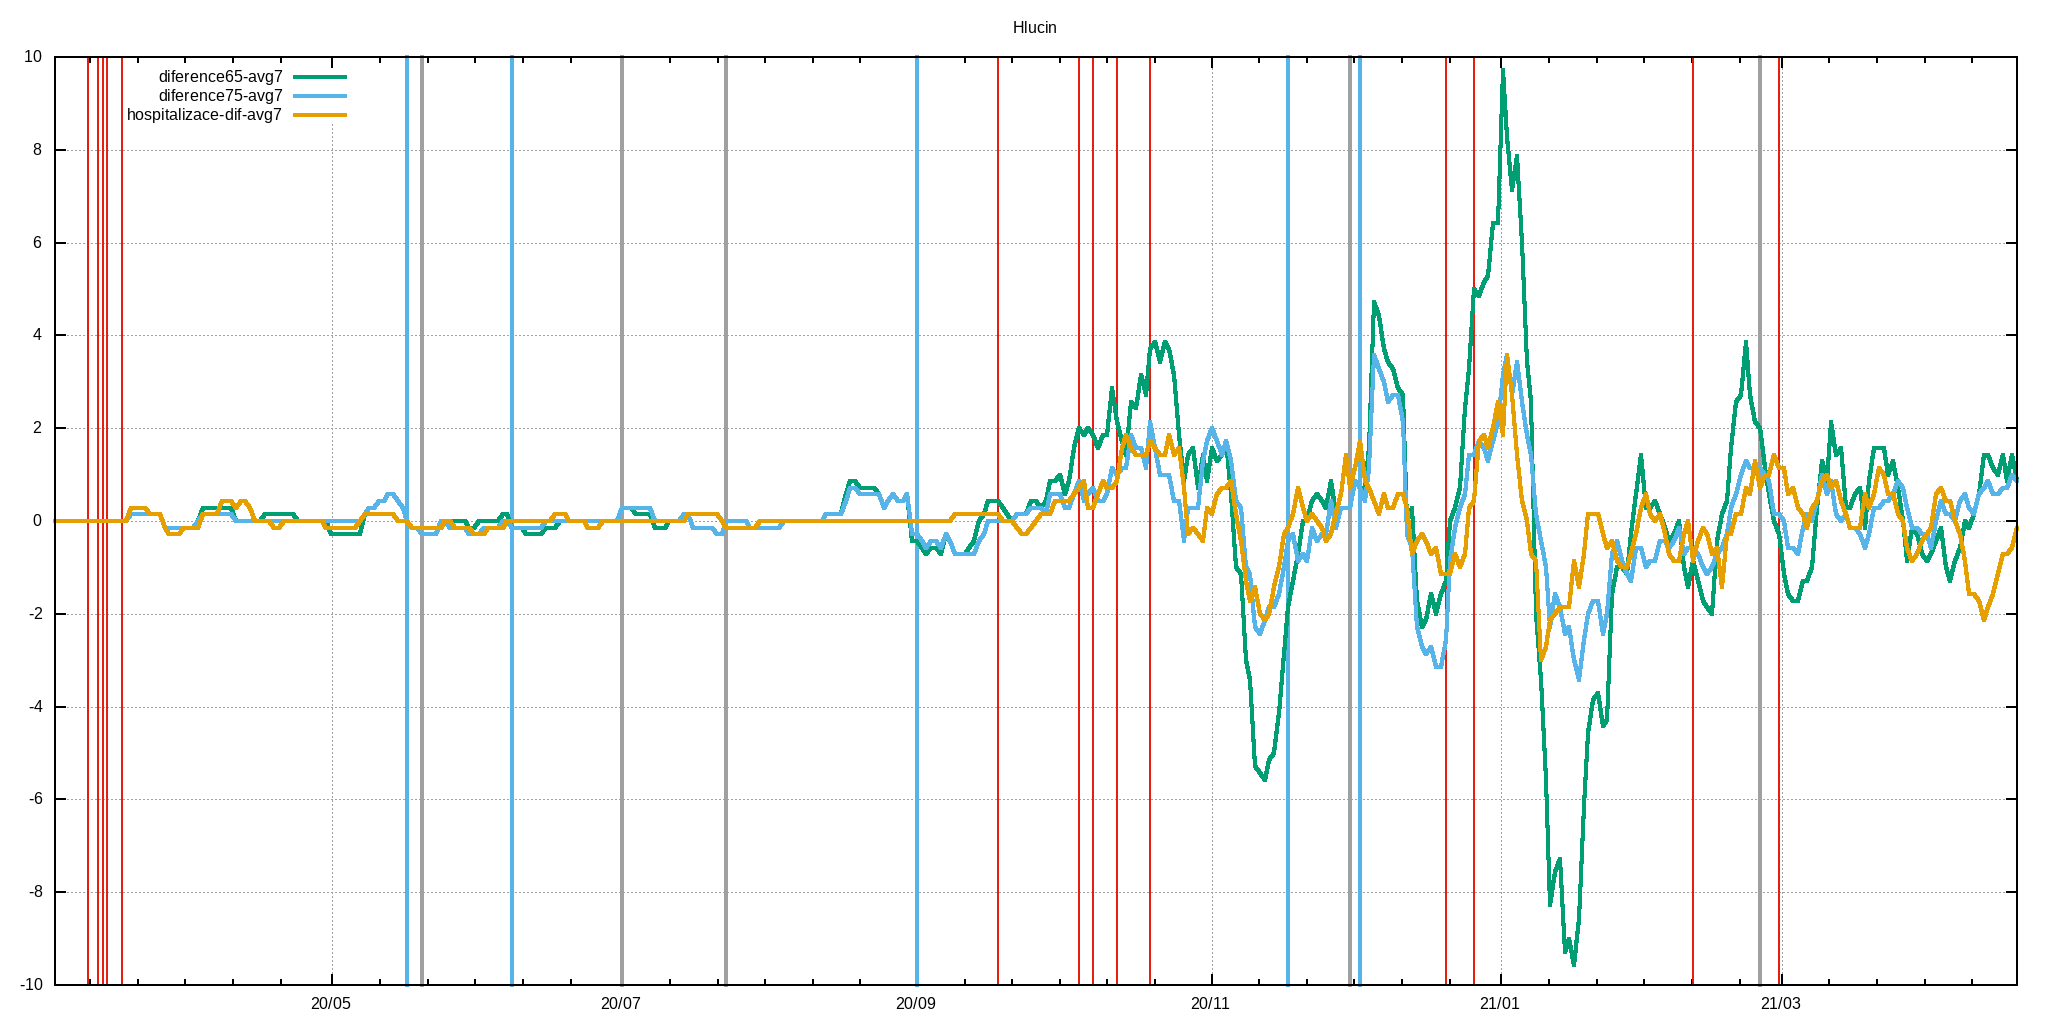 Hlucin
diference65-avg7
diference75-avg7
hospitalizace-dif-avg7
10
8
6
4
2
0
-2
-4
-6
-8
-10
20/05 20/07 20/09 20/11 21/01 21/03